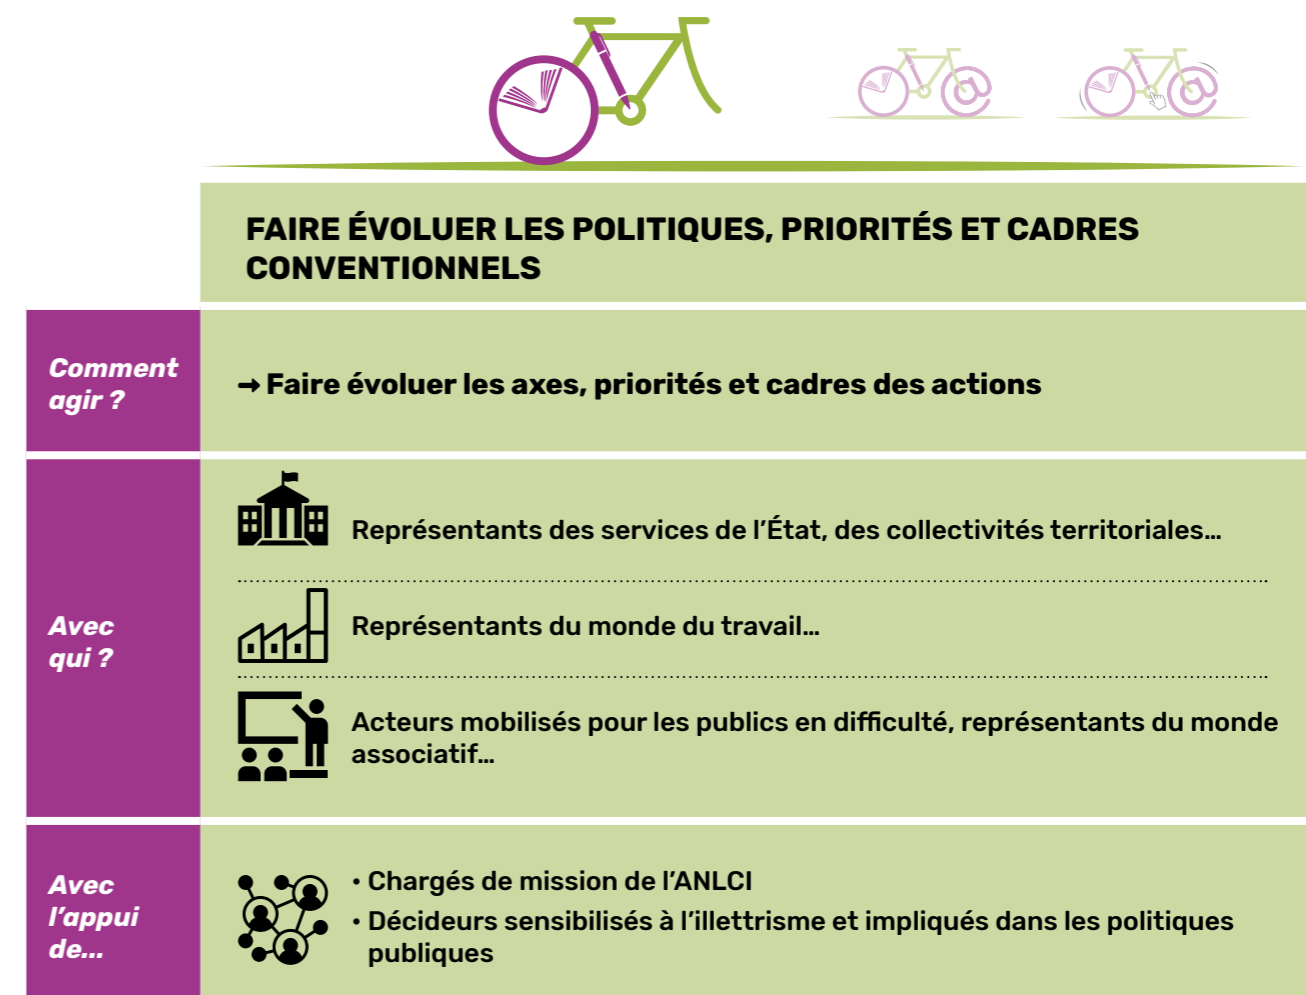 FAIRE ÉVOLUER LES POLITIQUES, PRIORITÉS ET CADRES
CONVENTIONNELS
Comment
agir ?
→ Faire évoluer les axes, priorités et cadres des actions
Avec
qui ?
Représentants des services de l’État, des collectivités territoriales…
Représentants du monde du travail…
Acteurs mobilisés pour les publics en difficulté, représentants du monde
associatif…
Avec
l’appui
de...
• Chargés de mission de l’ANLCI
• Décideurs sensibilisés à l’illettrisme et impliqués dans les politiques
publiques